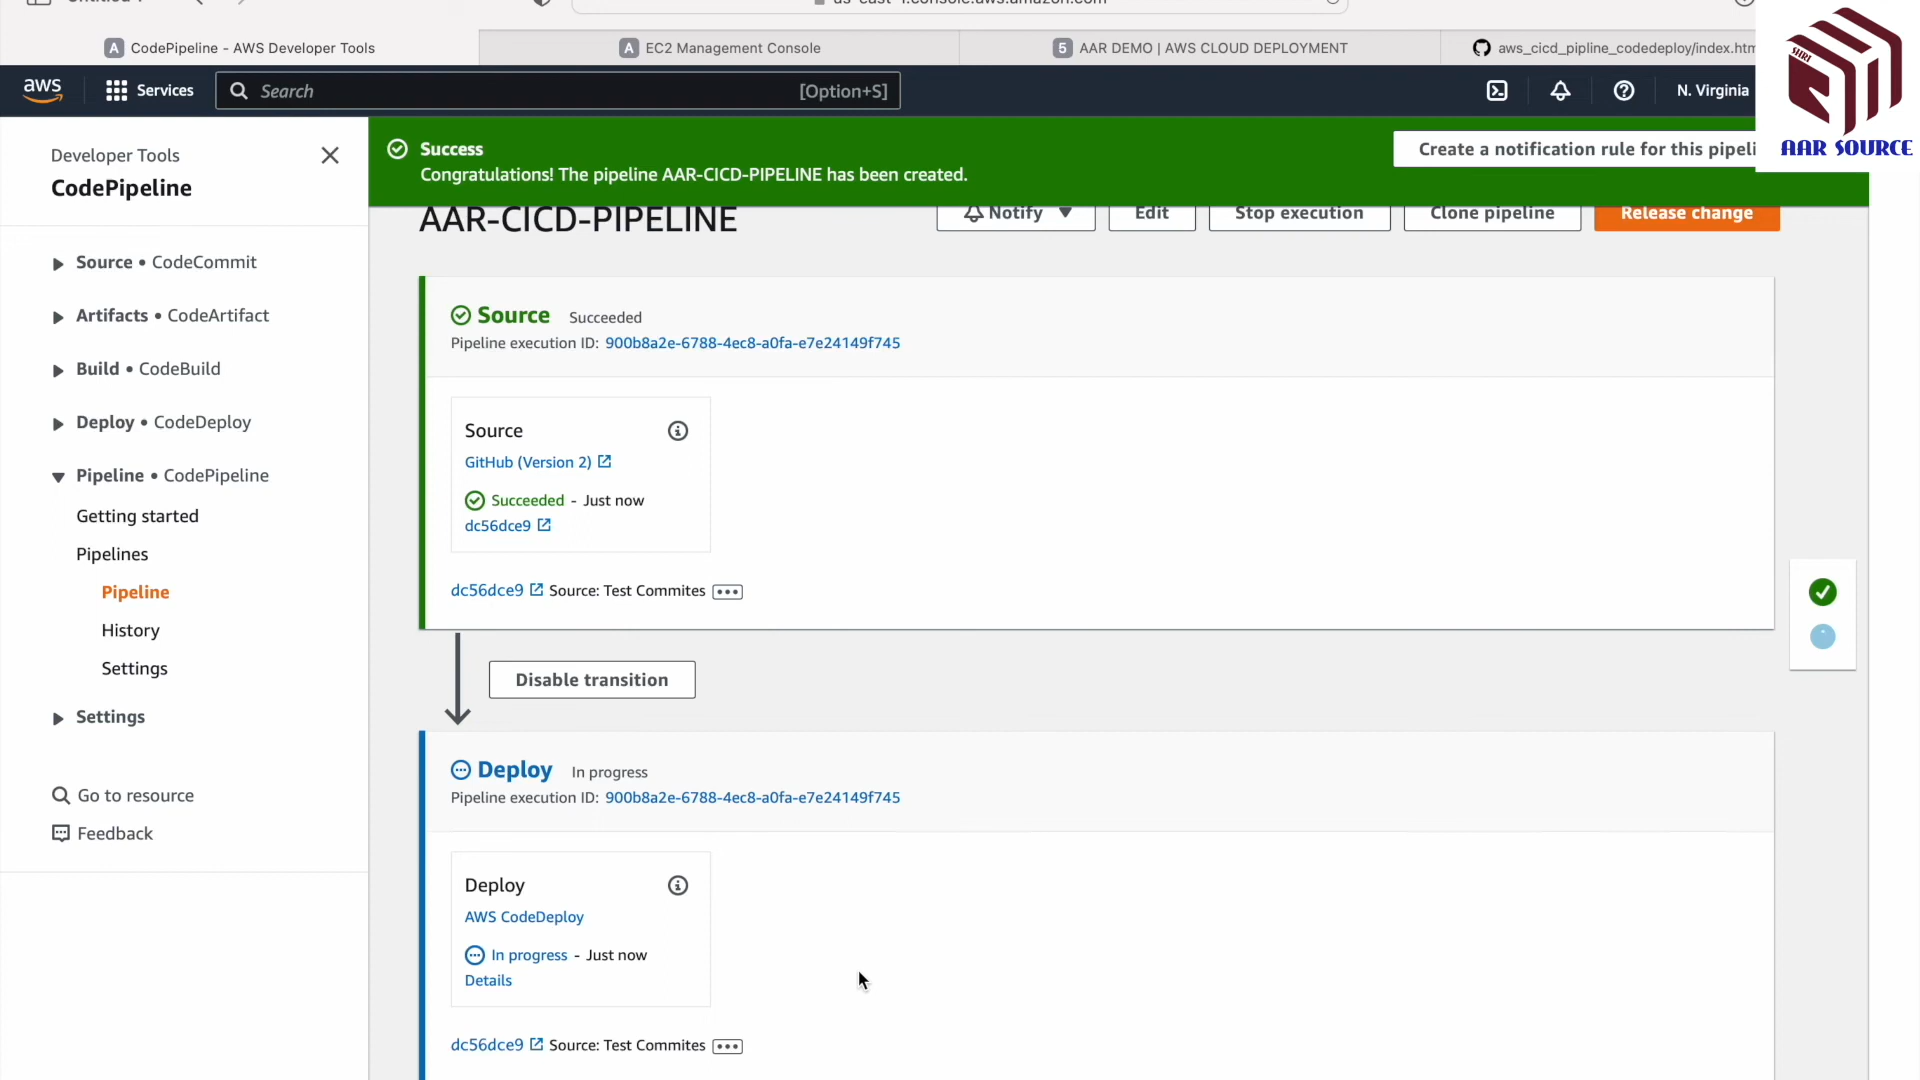 CodePipeline - AWS Developer Tools
EC2 Management Console
AAR DEMO | AWS CLOUD DEPLOYMENT
aws_cicd_pipline_codedeploy/index.htm
aws
Services
Search
[Option+S]
N. Virginia
SHRI
AAR SOURCE
Developer Tools
CodePipeline
Source • CodeCommit
Artifacts • CodeArtifact
Build • CodeBuild
Deploy • CodeDeploy
Pipeline • CodePipeline
Getting started
Pipelines
Pipeline
History
Settings
Settings
Go to resource
Feedback
Success
Congratulations! The pipeline AAR-CICD-PIPELINE has been created.
Create a notification rule for this pipeli
AAR-CICD-PIPELINE
Notify
Edit
Stop execution
Clone pipeline
Release change
Source Succeeded
Pipeline execution ID: 900b8a2e-6788-4ec8-a0fa-e7e24149f745
Source
GitHub (Version 2)
Succeeded - Just now
dc56dce9
dc56dce9 Source: Test Commites
Disable transition
Deploy In progress
Pipeline execution ID: 900b8a2e-6788-4ec8-a0fa-e7e24149f745
Deploy
AWS CodeDeploy
In progress - Just now
Details
dc56dce9 Source: Test Commites